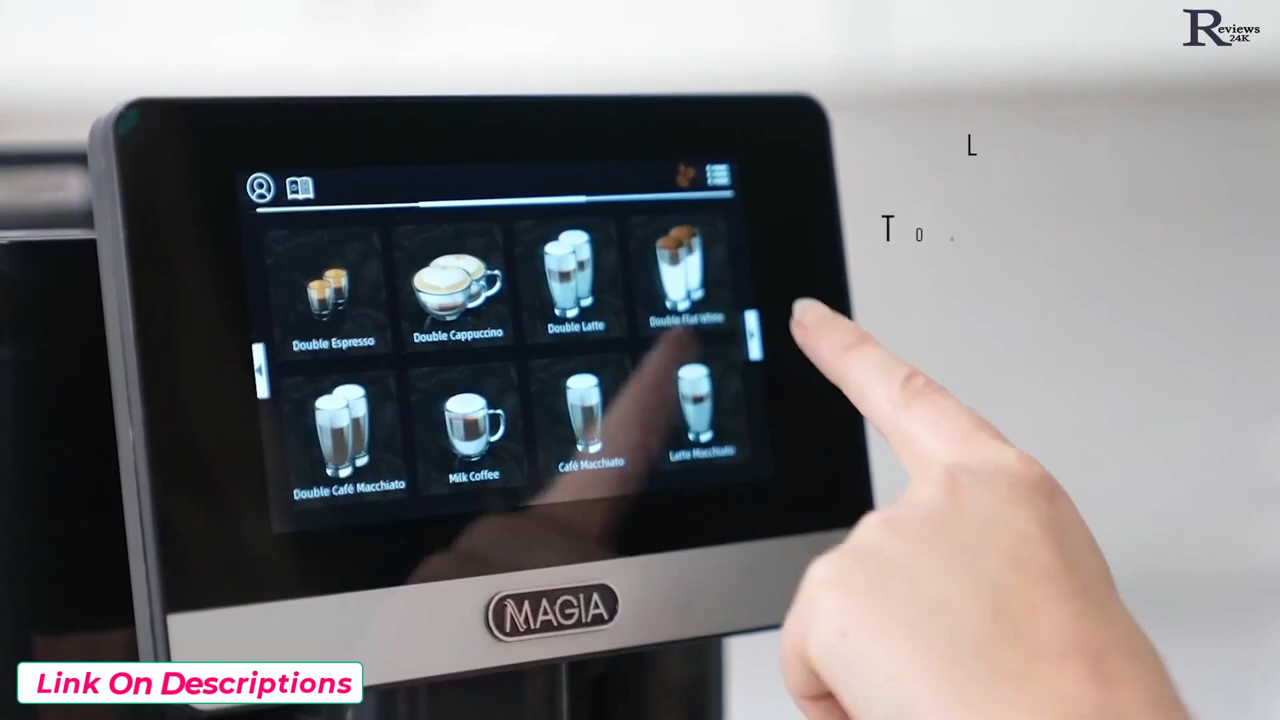 Reviews
24K
L
To
Double Espresso
Double Cappuccino
Double Latte
Double Flat White
Double Café Macchiato
Milk Coffee
Café Macchiato
Latte Macchiato
MAGIA
Link On Descriptions